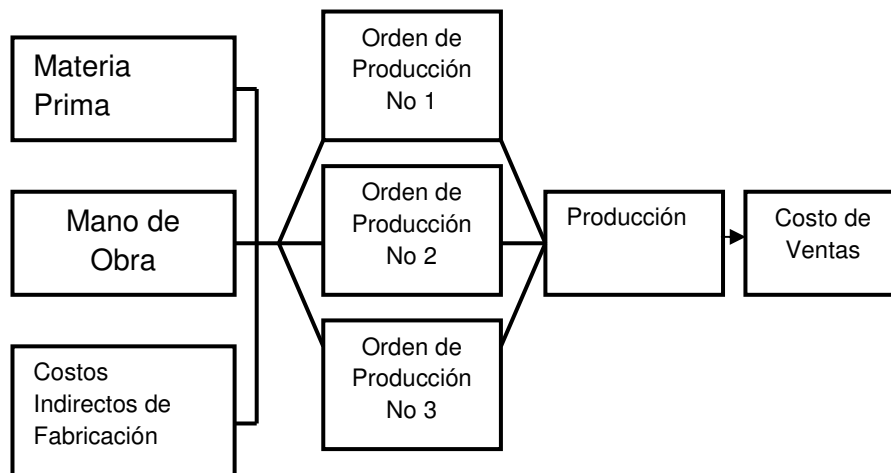 Materia
Prima
Mano de
Obra
Costos
Indirectos de
Fabricación
Orden de
Producción
No 1
Orden de
Producción
No 2
Orden de
Producción
No 3
Producción
Costo de
Ventas